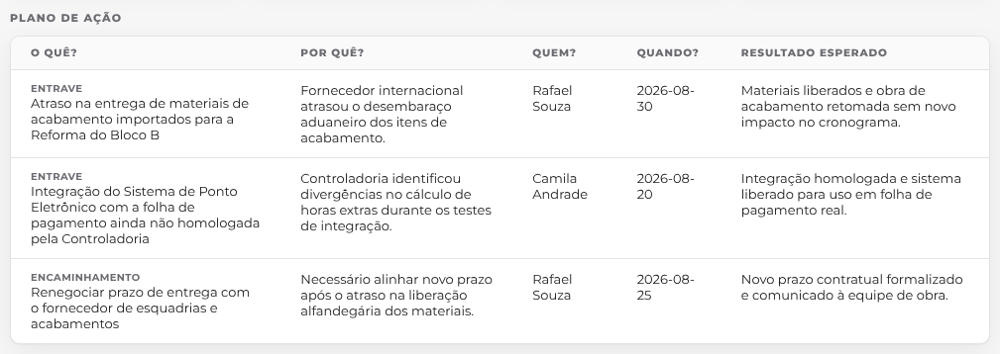 PLANO DE AÇÃO
O QUÊ? POR QUÊ? QUEM? QUANDO? RESULTADO ESPERADO
ENTRAVE
Atraso na entrega de materiais de
acabamento importados para a
Reforma do Bloco B
Fornecedor internacional
atrasou o desembaraço
aduaneiro dos itens de
acabamento.
Rafael
Souza
2026-08-
30
Materiais liberados e obra de
acabamento retomada sem novo
impacto no cronograma.
ENTRAVE
Integração do Sistema de Ponto
Eletrônico com a folha de
pagamento ainda não homologada
pela Controladoria
Controladoria identificou
divergências no cálculo de
horas extras durante os testes
de integração.
Camila
Andrade
2026-08-
20
Integração homologada e sistema
liberado para uso em folha de
pagamento real.
ENCAMINHAMENTO
Renegociar prazo de entrega com
o fornecedor de esquadrias e
acabamentos
Necessário alinhar novo prazo
após o atraso na liberação
alfandegária dos materiais.
Rafael
Souza
2026-08-
25
Novo prazo contratual formalizado
e comunicado à equipe de obra.